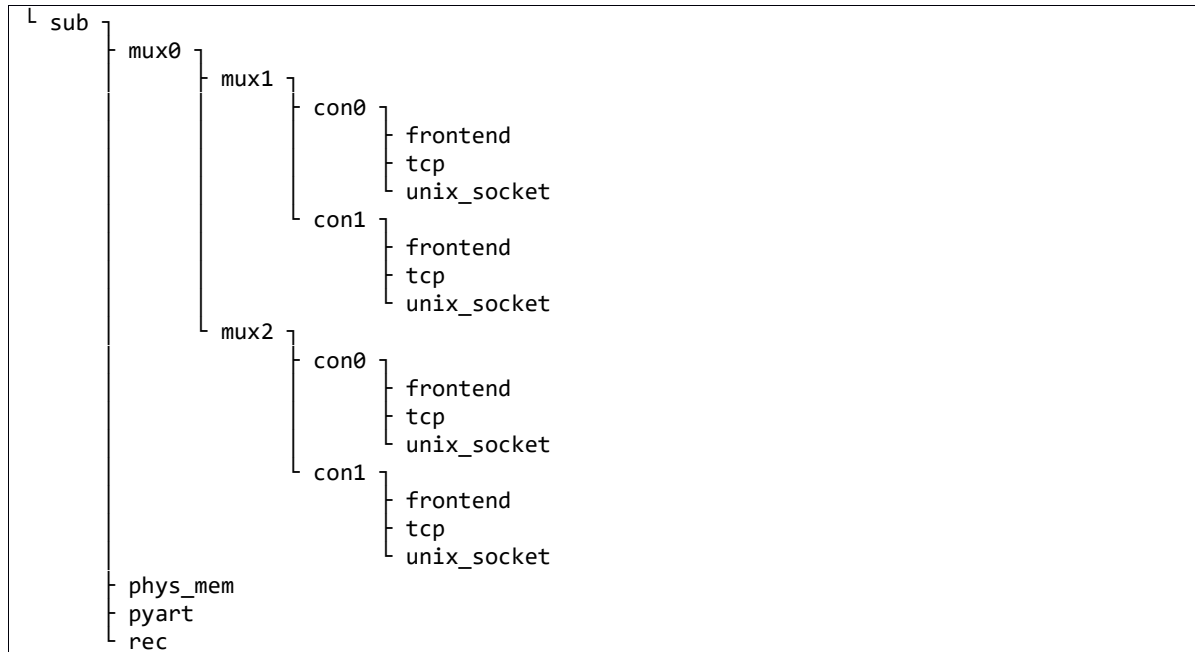 └ sub ┐
├ mux0 ┐
│ ├ mux1 ┐
│ │ ├ con0 ┐
│ │ │ ├ frontend
│ │ │ ├ tcp
│ │ │ └ unix_socket
│ │ └ con1 ┐
│ │ ├ frontend
│ │ ├ tcp
│ │ └ unix_socket
│ └ mux2 ┐
│ ├ con0 ┐
│ │ ├ frontend
│ │ ├ tcp
│ │ └ unix_socket
│ └ con1 ┐
│ ├ frontend
│ ├ tcp
│ └ unix_socket
├ phys_mem
├ pyart
└ rec